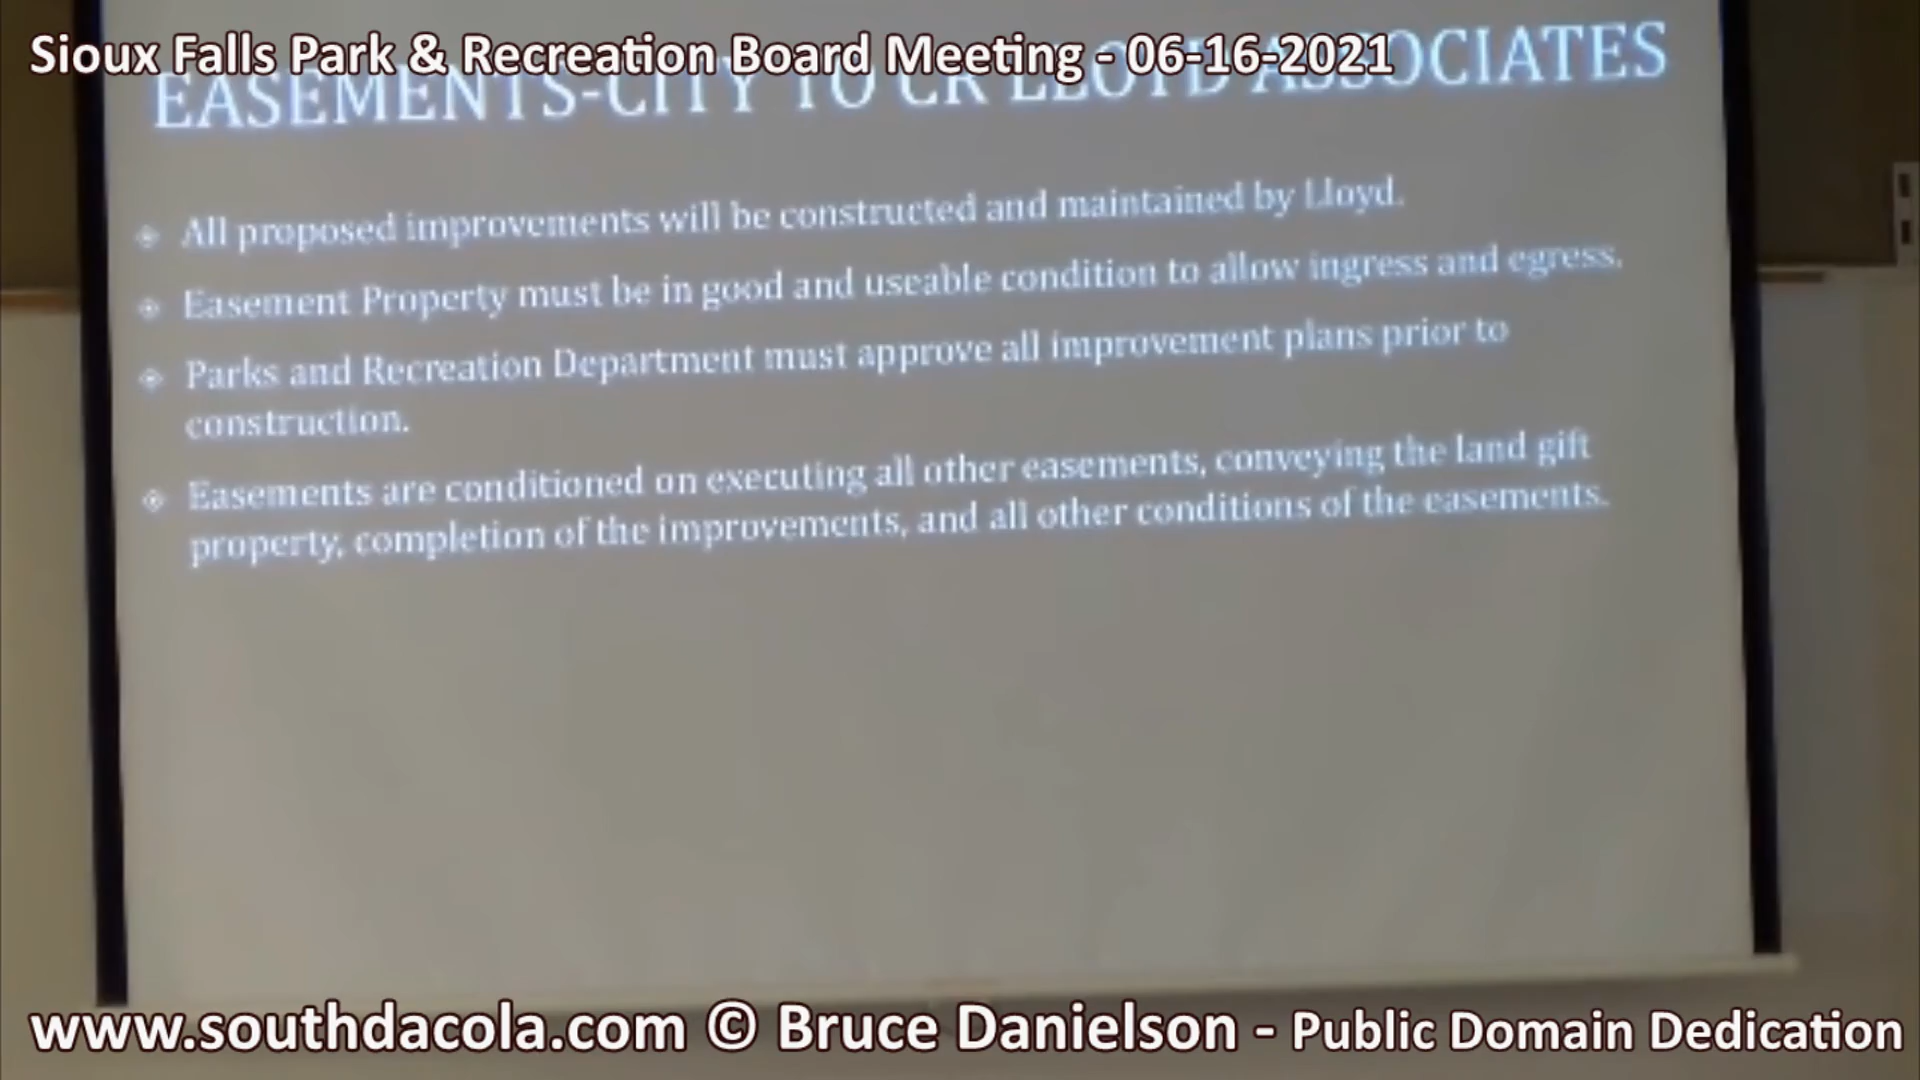 Sioux Falls Park & Recreation Board Meeting - 06-16-2021
EASEMENTS-CITY TO CR LLOYD ASSOCIATES
All proposed improvements will be constructed and maintained by Lloyd.
Easement Property must be in good and useable condition to allow ingress and egress.
Parks and Recreation Department must approve all improvement plans prior to
construction.
Easements are conditioned on executing all other easements, conveying the land gift
property, completion of the improvements, and all other conditions of the easements.
www.southdacola.com © Bruce Danielson - Public Domain Dedication